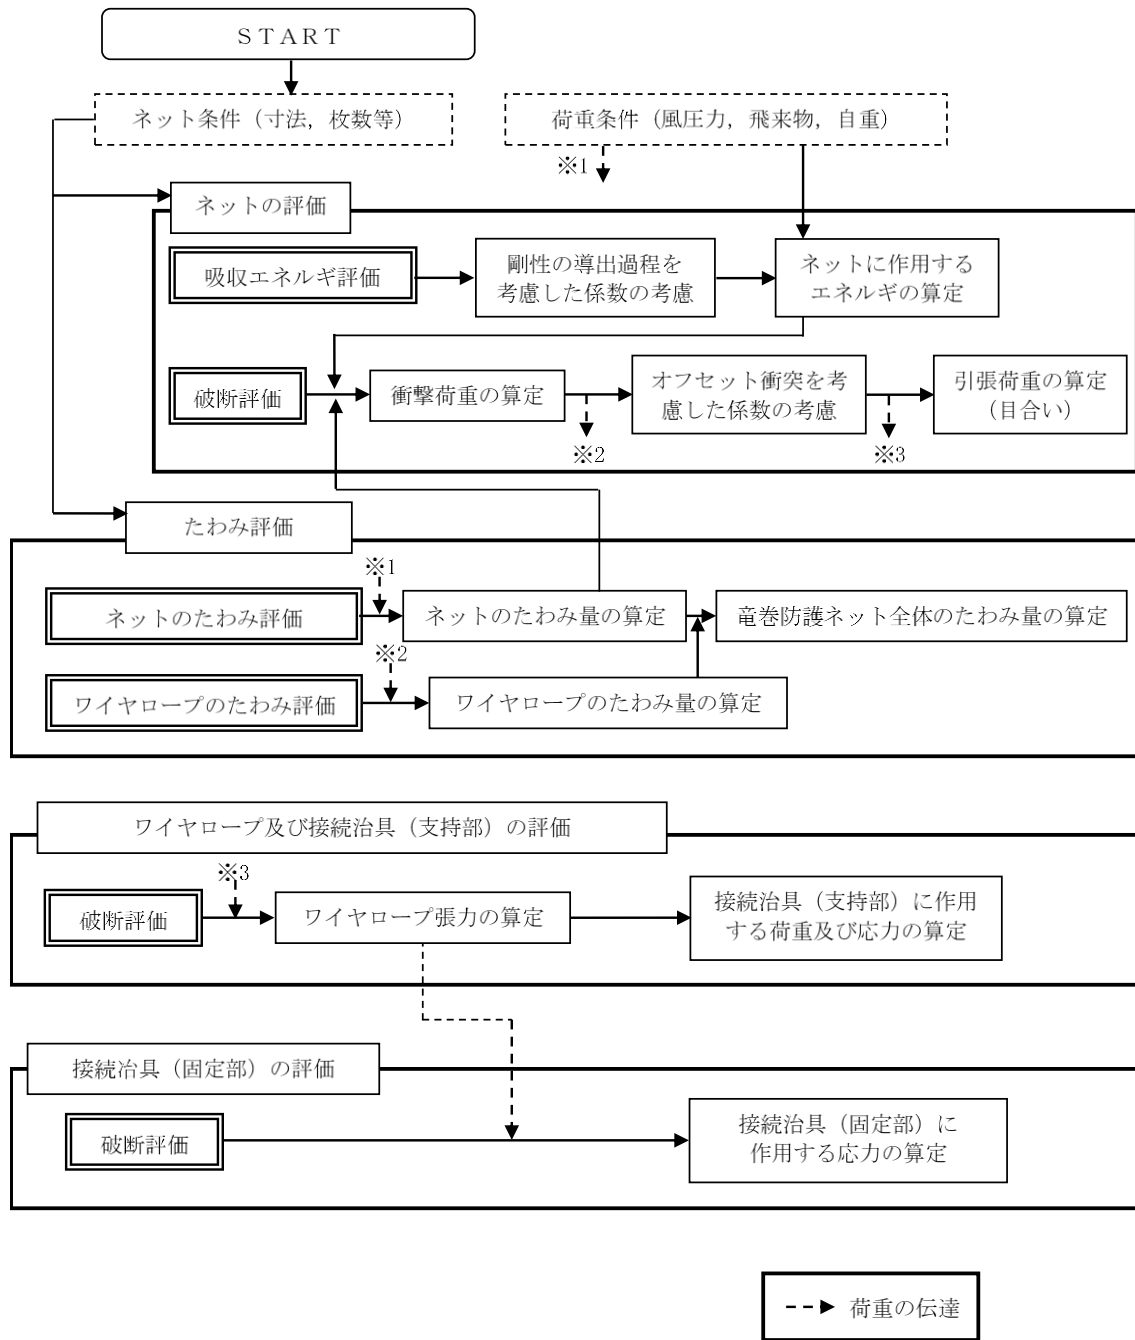 ＳＴＡＲＴ
ネット条件（寸法，枚数等）
荷重条件（風圧力，飛来物，自重）
※1
ネットの評価
吸収エネルギ評価
剛性の導出過程を
考慮した係数の考慮
ネットに作用する
エネルギの算定
破断評価
衝撃荷重の算定
オフセット衝突を考
慮した係数の考慮
引張荷重の算定
（目合い）
※2
※3
たわみ評価
※1
ネットのたわみ評価
ネットのたわみ量の算定
竜巻防護ネット全体のたわみ量の算定
※2
ワイヤロープのたわみ評価
ワイヤロープのたわみ量の算定
ワイヤロープ及び接続治具（支持部）の評価
※3
破断評価
ワイヤロープ張力の算定
接続治具（支持部）に作用
する荷重及び応力の算定
接続冶具（固定部）の評価
破断評価
接続治具（固定部）に
作用する応力の算定
荷重の伝達